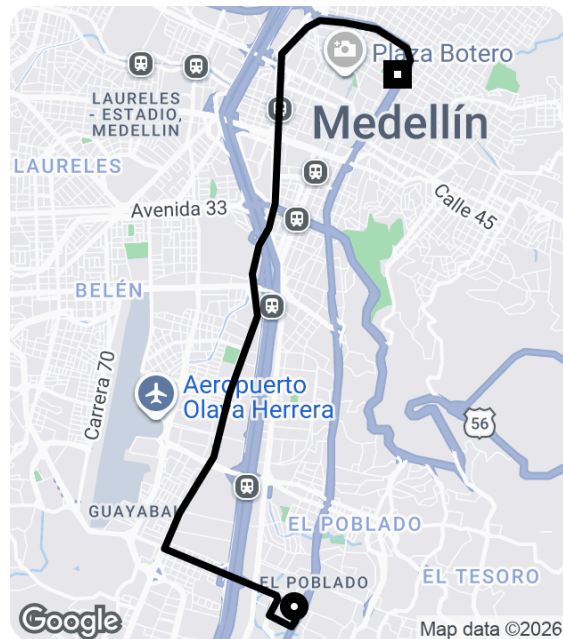 Plaza Botero
LAURELES
- ESTADIO,
MEDELLIN
Medellín
LAURELES
Calle 45
Avenida 33
BELÉN
Carrera 70
Aeropuerto
Olaya Herrera
56
GUAYABAL
EL POBLADO
EL POBLADO
EL TESORO
Google
Map data ©2026